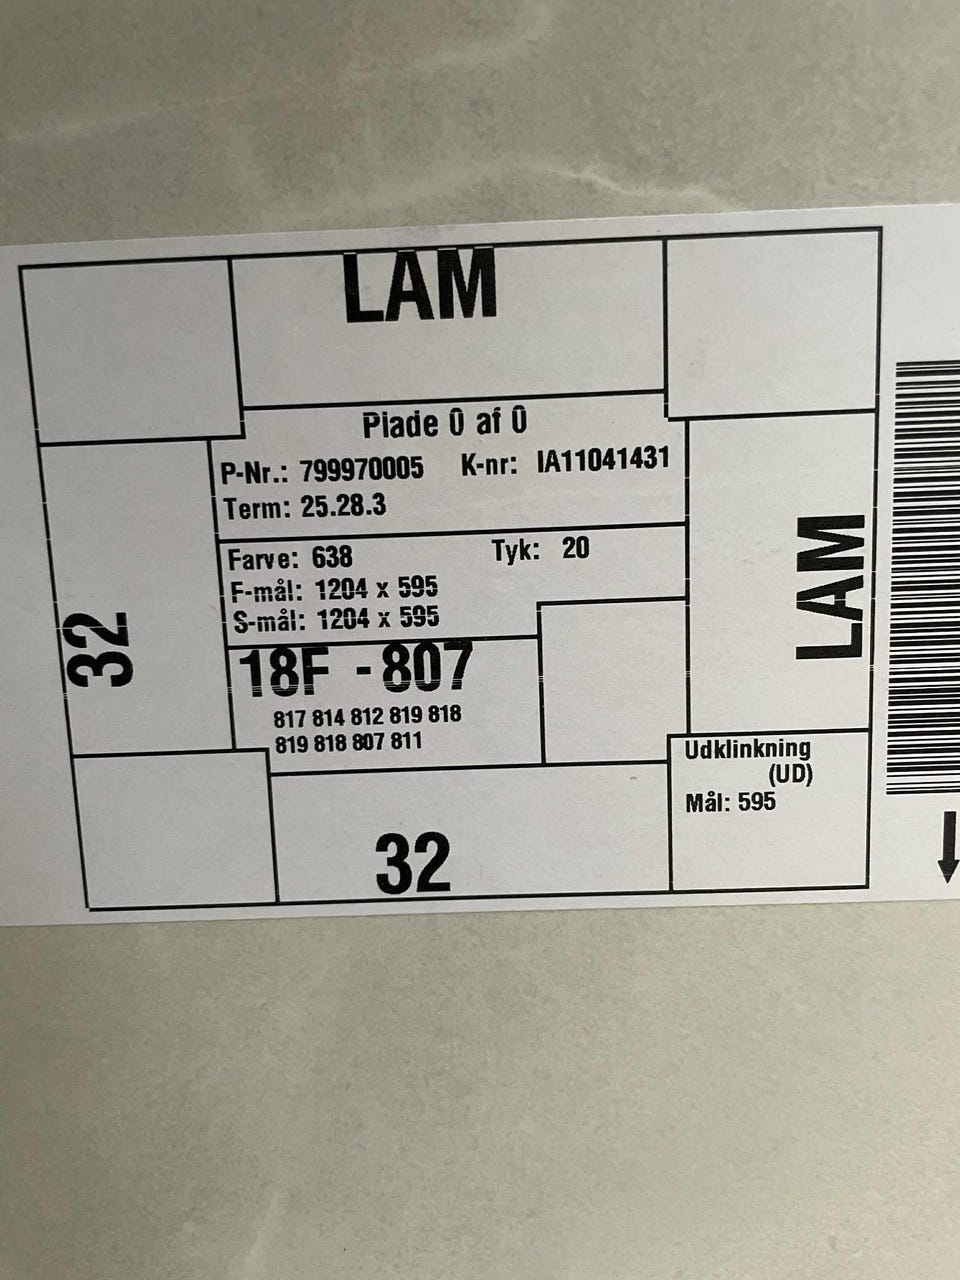 LAM
Plade 0 af 0
P-Nr.: 799970005 K-nr: IA11041431
Term: 25.28.3
Farve: 638 Tyk: 20
F-mål: 1204 x 595
S-mål: 1204 x 595
18F - 807
817 814 812 819 818
819 818 807 811
32
LAM
Udklinkning
(UD)
Mål: 595
32